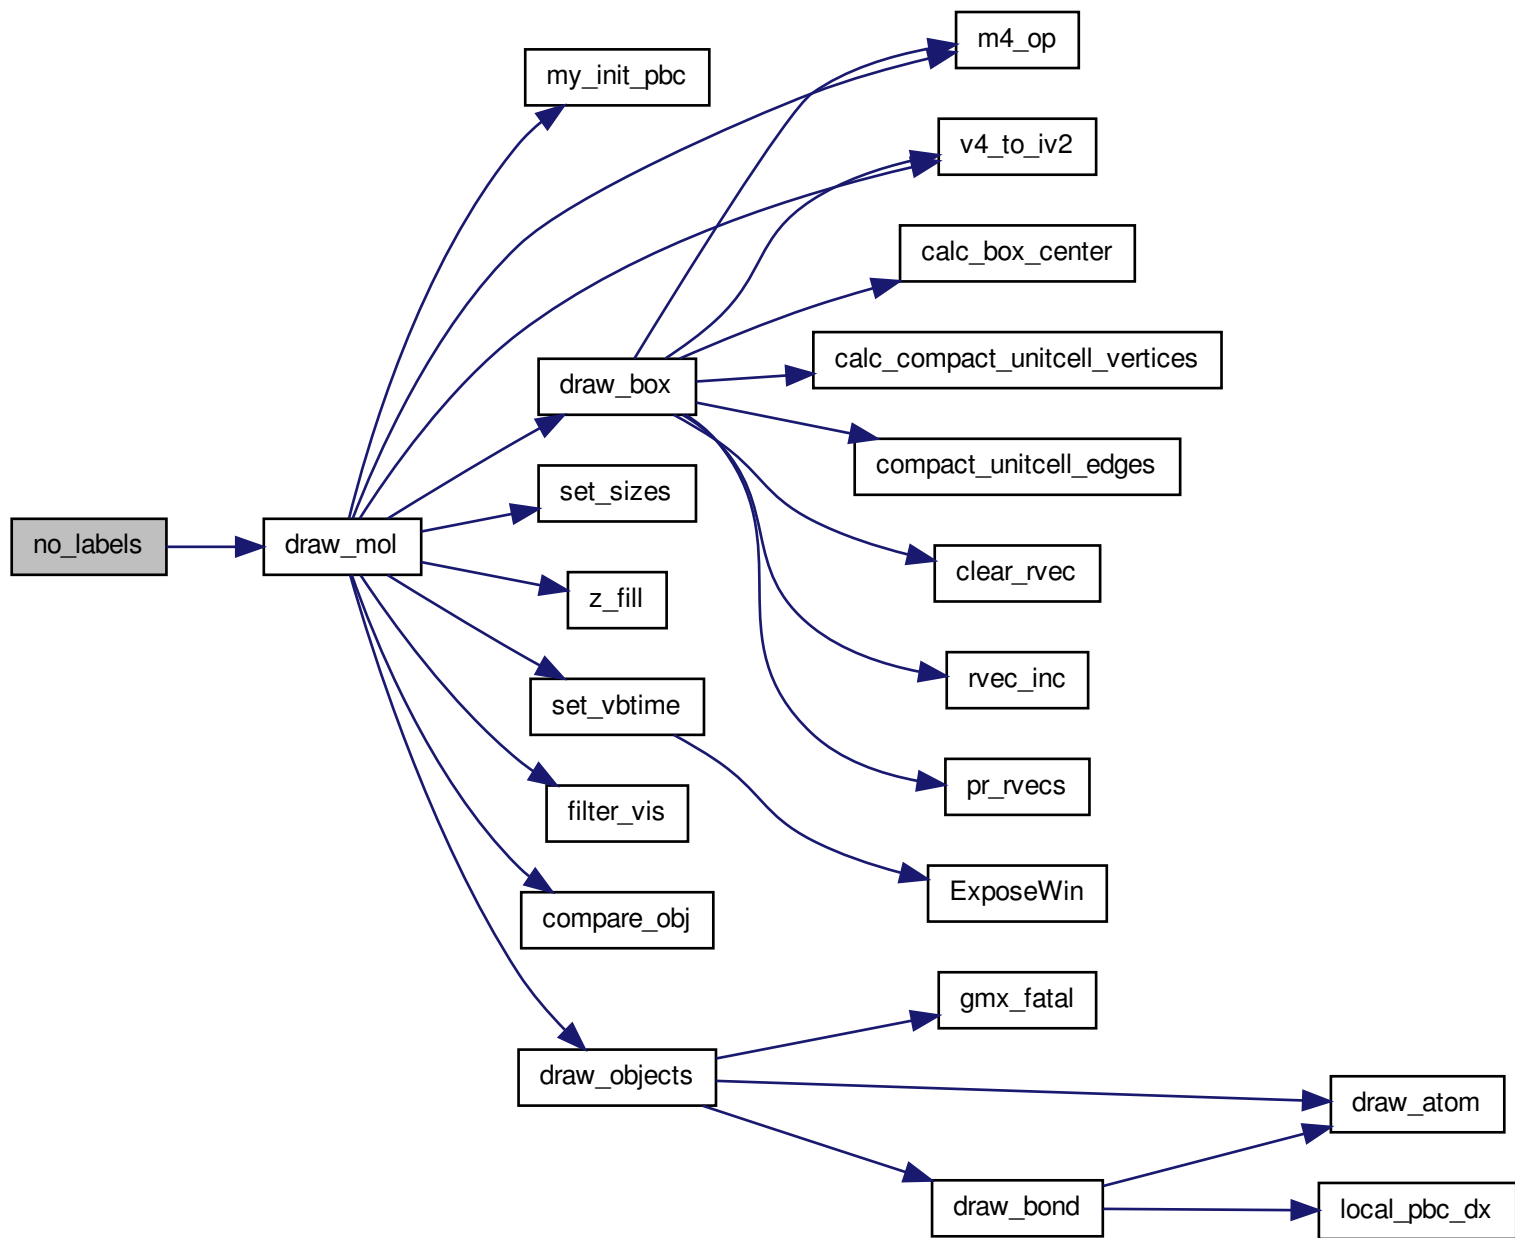 m4_op
my_init_pbc
v4_to_iv2
calc_box_center
calc_compact_unitcell_vertices
draw_box
compact_unitcell_edges
set_sizes
no_labels
draw_mol
clear_rvec
z_fill
rvec_inc
set_vbtime
pr_rvecs
filter_vis
ExposeWin
compare_obj
gmx_fatal
draw_objects
draw_atom
draw_bond
local_pbc_dx